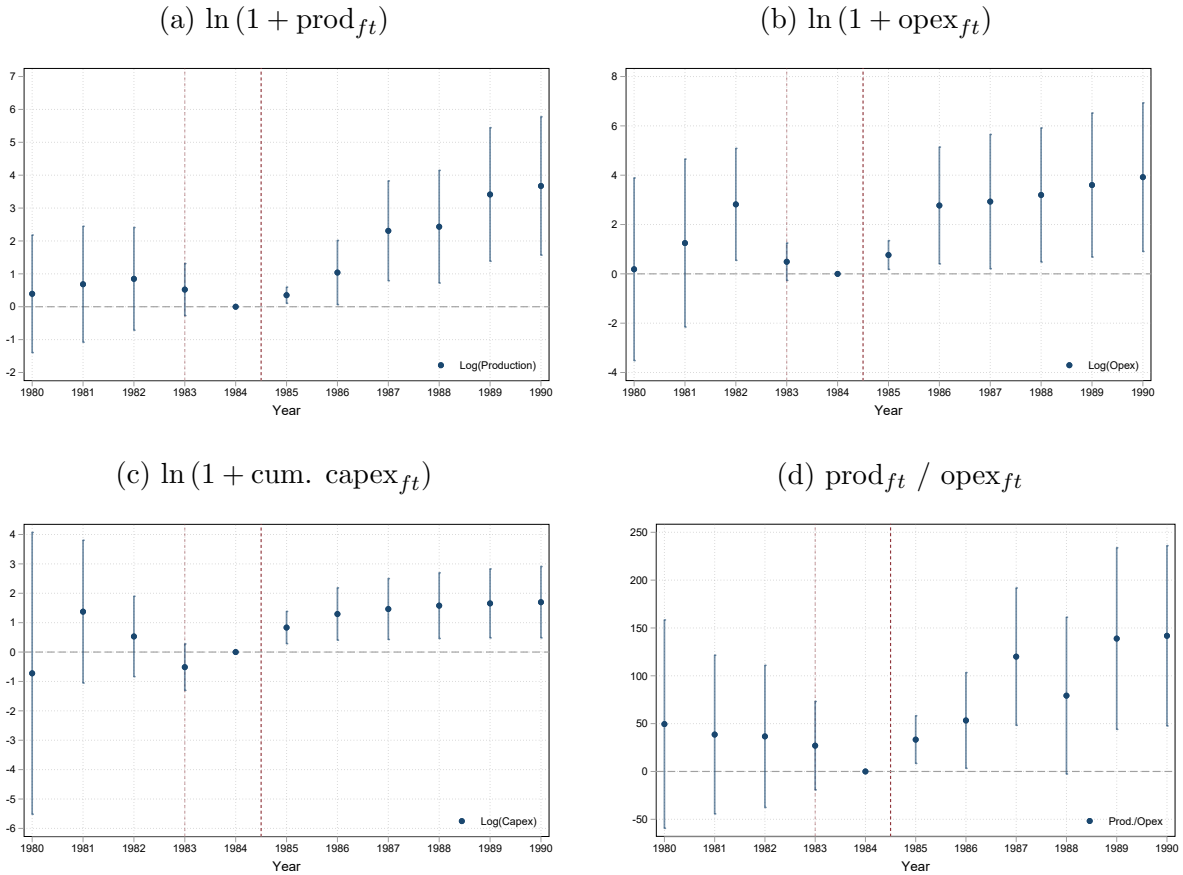 (a) ln (1 + prod_ft)
7
6
5
4
3
2
1
0
-1
-2
1980 1981 1982 1983 1984 1985 1986 1987 1988 1989 1990
Year
Log(Production)
(b) ln (1 + opex_ft)
8
6
4
2
0
-2
-4
1980 1981 1982 1983 1984 1985 1986 1987 1988 1989 1990
Year
Log(Opex)
(c) ln (1 + cum. capex_ft)
4
3
2
1
0
-1
-2
-3
-4
-5
-6
1980 1981 1982 1983 1984 1985 1986 1987 1988 1989 1990
Year
Log(Capex)
(d) prod_ft / opex_ft
250
200
150
100
50
0
-50
1980 1981 1982 1983 1984 1985 1986 1987 1988 1989 1990
Year
Prod./Opex